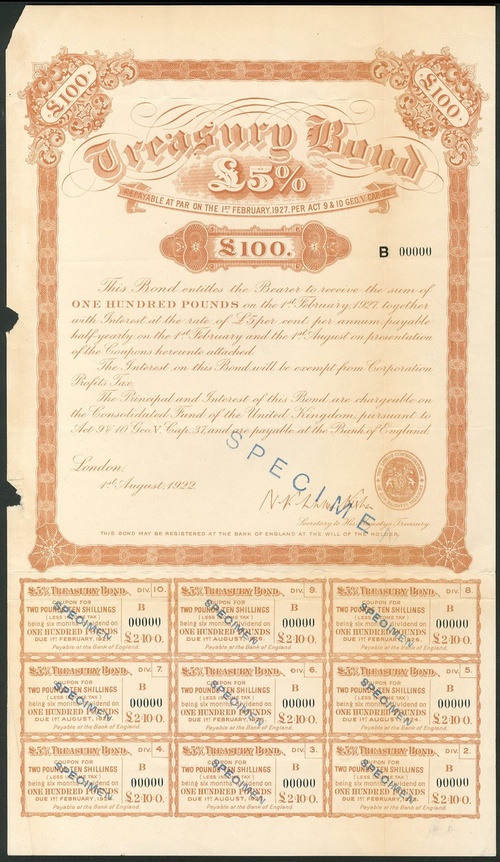 £100.
£100.
Treasury Bond
£5%
REPAYABLE AT PAR ON THE 1ST FEBRUARY, 1927, PER ACT 9 & 10 GEO. V. CAP. 37.
£100.
B 00000
This Bond entitles the Bearer to receive the sum of
ONE HUNDRED POUNDS on the 1st February, 1927, together
with Interest at the rate of £5 per cent. per annum, payable
half-yearly on the 1st February and the 1st August on presentation
of the Coupons hereunto attached.
The Interest on this Bond will be exempt from Corporation
Profits Tax.
The Principal and Interest of this Bond are chargeable on
the Consolidated Fund of the United Kingdom, pursuant to
Act 9 & 10 Geo. V. Cap. 37, and are payable at the Bank of England.
SPECIMEN
London:
1st August, 1922.
Secretary to His Majesty's Treasury.
THIS BOND MAY BE REGISTERED AT THE BANK OF ENGLAND AT THE WILL OF THE HOLDER.
£5% TREASURY BOND. DIV. 10.
COUPON FOR B
TWO POUNDS TEN SHILLINGS
(LESS INCOME TAX) 00000
being six months dividend on
ONE HUNDRED POUNDS £2·10·0.
DUE 1ST FEBRUARY, 1927.
Payable at the Bank of England.
SPECIMEN
£5% TREASURY BOND. DIV. 9.
COUPON FOR B
TWO POUNDS TEN SHILLINGS
(LESS INCOME TAX) 00000
being six months dividend on
ONE HUNDRED POUNDS £2·10·0.
DUE 1ST AUGUST, 1926.
Payable at the Bank of England.
SPECIMEN
£5% TREASURY BOND. DIV. 8.
COUPON FOR B
TWO POUNDS TEN SHILLINGS
(LESS INCOME TAX) 00000
being six months dividend on
ONE HUNDRED POUNDS £2·10·0.
DUE 1ST FEBRUARY, 1926.
Payable at the Bank of England.
SPECIMEN
£5% TREASURY BOND. DIV. 7.
COUPON FOR B
TWO POUNDS TEN SHILLINGS
(LESS INCOME TAX) 00000
being six months dividend on
ONE HUNDRED POUNDS £2·10·0.
DUE 1ST AUGUST, 1925.
Payable at the Bank of England.
SPECIMEN
£5% TREASURY BOND. DIV. 6.
COUPON FOR B
TWO POUNDS TEN SHILLINGS
(LESS INCOME TAX) 00000
being six months dividend on
ONE HUNDRED POUNDS £2·10·0.
DUE 1ST FEBRUARY, 1925.
Payable at the Bank of England.
SPECIMEN
£5% TREASURY BOND. DIV. 5.
COUPON FOR B
TWO POUNDS TEN SHILLINGS
(LESS INCOME TAX) 00000
being six months dividend on
ONE HUNDRED POUNDS £2·10·0.
DUE 1ST AUGUST, 1924.
Payable at the Bank of England.
SPECIMEN
£5% TREASURY BOND. DIV. 4.
COUPON FOR B
TWO POUNDS TEN SHILLINGS
(LESS INCOME TAX) 00000
being six months dividend on
ONE HUNDRED POUNDS £2·10·0.
DUE 1ST FEBRUARY, 1924.
Payable at the Bank of England.
SPECIMEN
£5% TREASURY BOND. DIV. 3.
COUPON FOR B
TWO POUNDS TEN SHILLINGS
(LESS INCOME TAX) 00000
being six months dividend on
ONE HUNDRED POUNDS £2·10·0.
DUE 1ST AUGUST, 1923.
Payable at the Bank of England.
SPECIMEN
£5% TREASURY BOND. DIV. 2.
COUPON FOR B
TWO POUNDS TEN SHILLINGS
(LESS INCOME TAX) 00000
being six months dividend on
ONE HUNDRED POUNDS £2·10·0.
DUE 1ST FEBRUARY, 1923.
Payable at the Bank of England.
SPECIMEN